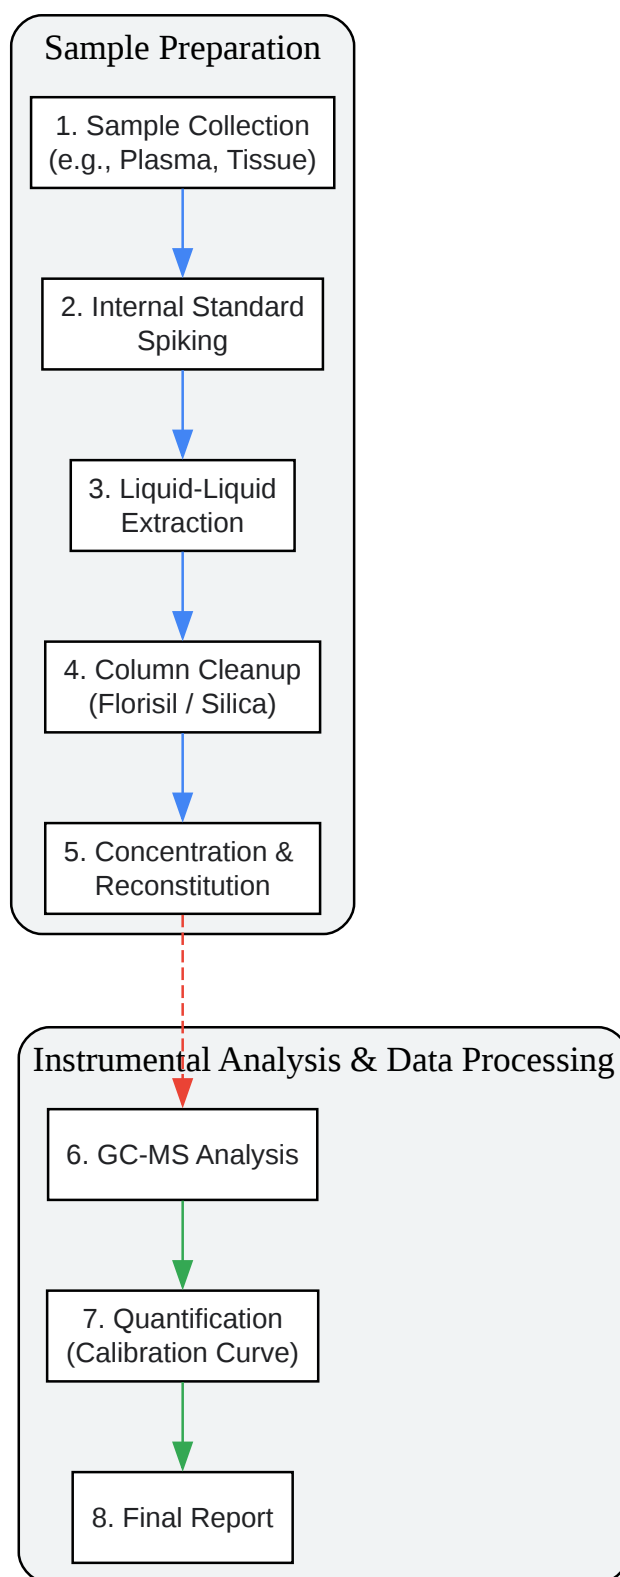 Sample Preparation
1. Sample Collection
(e.g., Plasma, Tissue)
2. Internal Standard
Spiking
3. Liquid-Liquid
Extraction
4. Column Cleanup
(Florisil / Silica)
5. Concentration &
Reconstitution
Instrumental Analysis & Data Processing
6. GC-MS Analysis
7. Quantification
(Calibration Curve)
8. Final Report